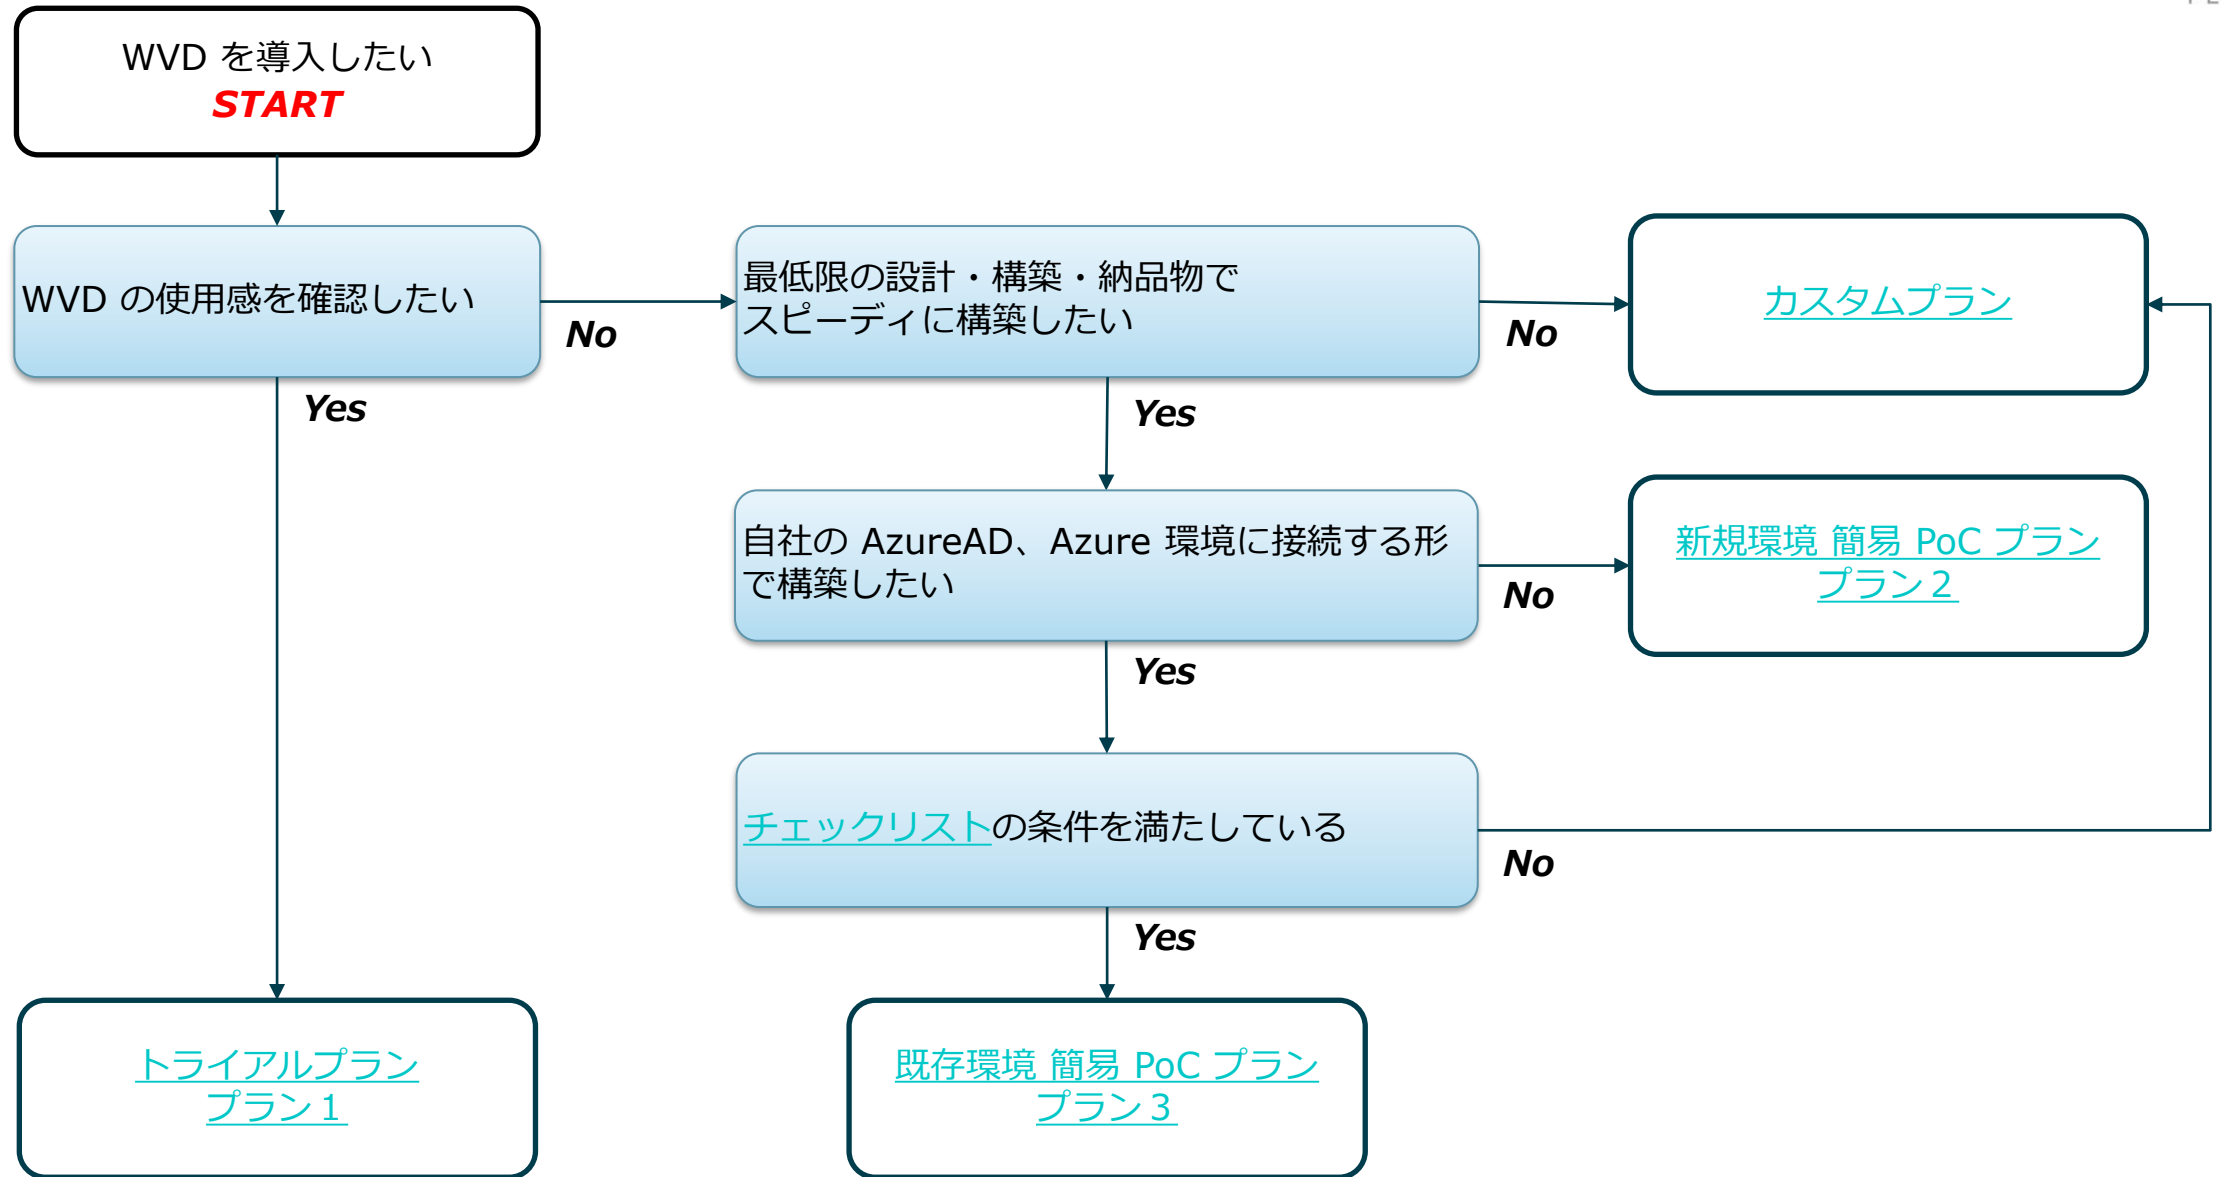 WVD を導入したい
START
WVD の使用感を確認したい
No
最低限の設計・構築・納品物で
スピーディに構築したい
No
カスタムプラン
Yes
Yes
自社の AzureAD、Azure 環境に接続する形
で構築したい
No
新規環境 簡易 PoC プラン
プラン2
Yes
チェックリストの条件を満たしている
No
Yes
トライアルプラン
プラン1
既存環境 簡易 PoC プラン
プラン3